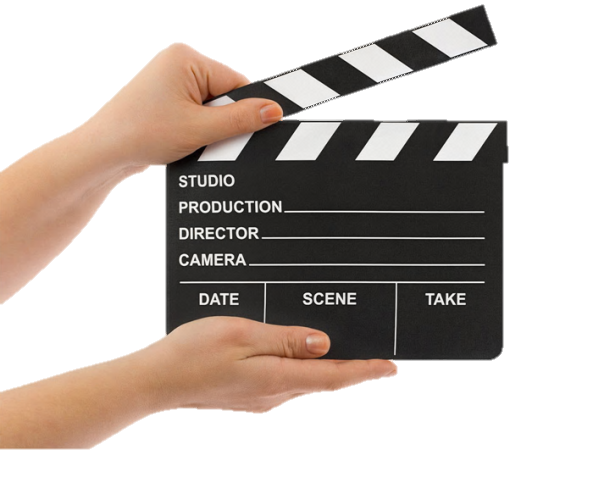 STUDIO
PRODUCTION
DIRECTOR
CAMERA
DATE SCENE TAKE